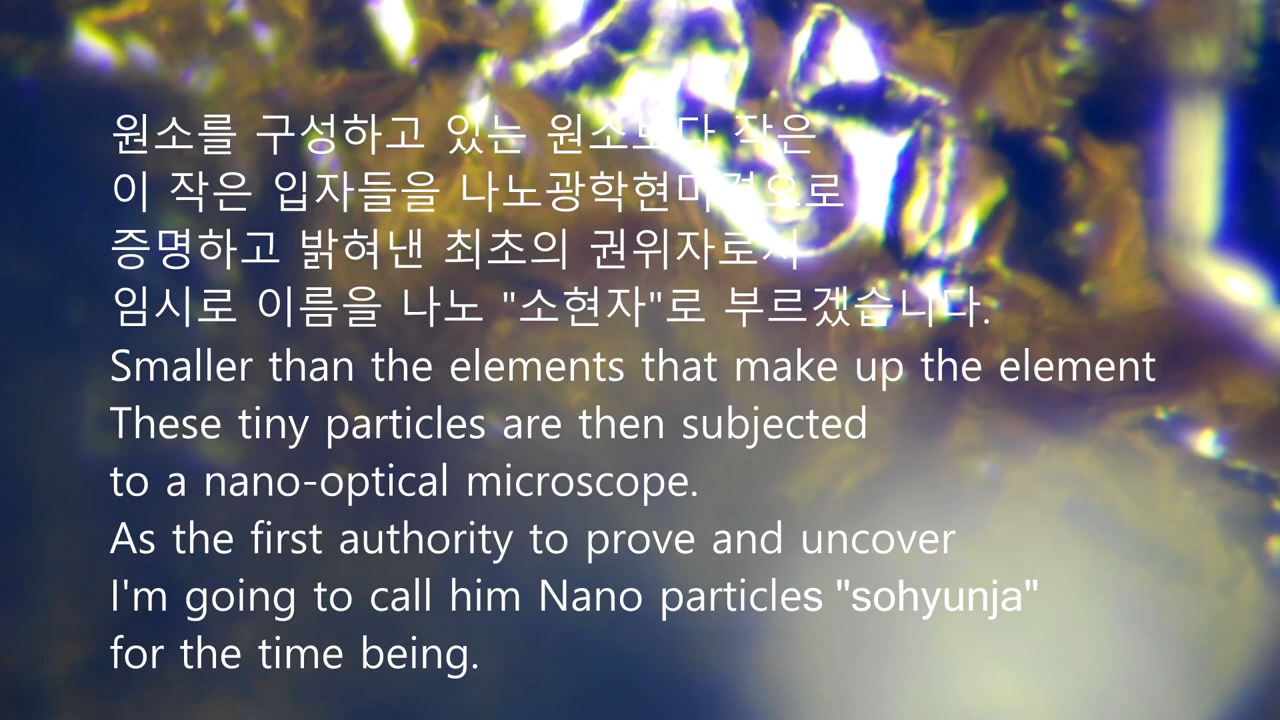 원소를 구성하고 있는 원소보다 작은
이 작은 입자들을 나노광학현미경으로
증명하고 밝혀낸 최초의 권위자로서
임시로 이름을 나노 "소현자"로 부르겠습니다.
Smaller than the elements that make up the element
These tiny particles are then subjected
to a nano-optical microscope.
As the first authority to prove and uncover
I'm going to call him Nano particles "sohyunja"
for the time being.